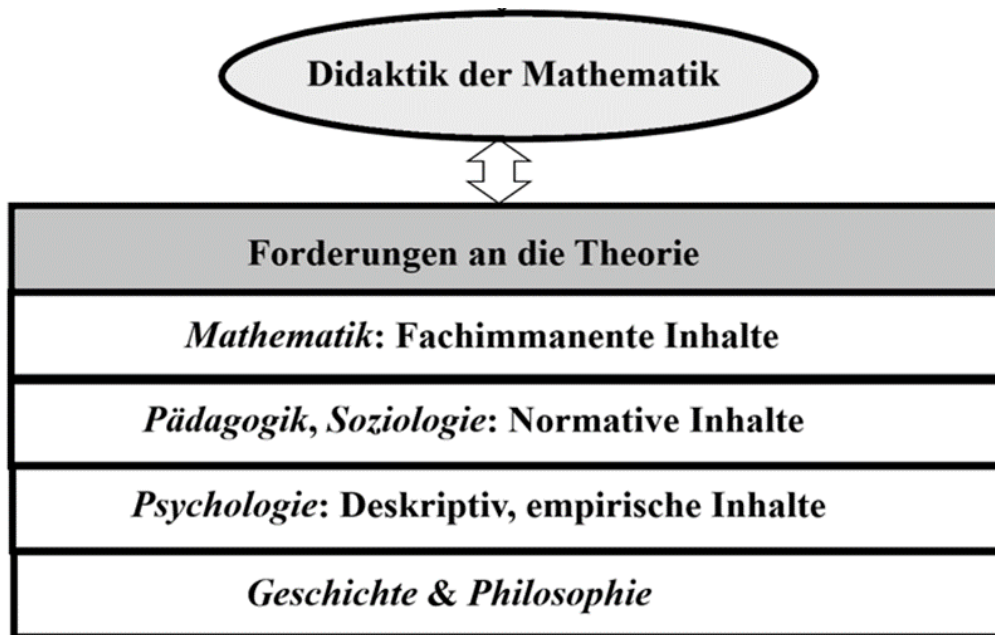 Didaktik der Mathematik
Forderungen an die Theorie
Mathematik: Fachimmanente Inhalte
Pädagogik, Soziologie: Normative Inhalte
Psychologie: Deskriptiv, empirische Inhalte
Geschichte & Philosophie